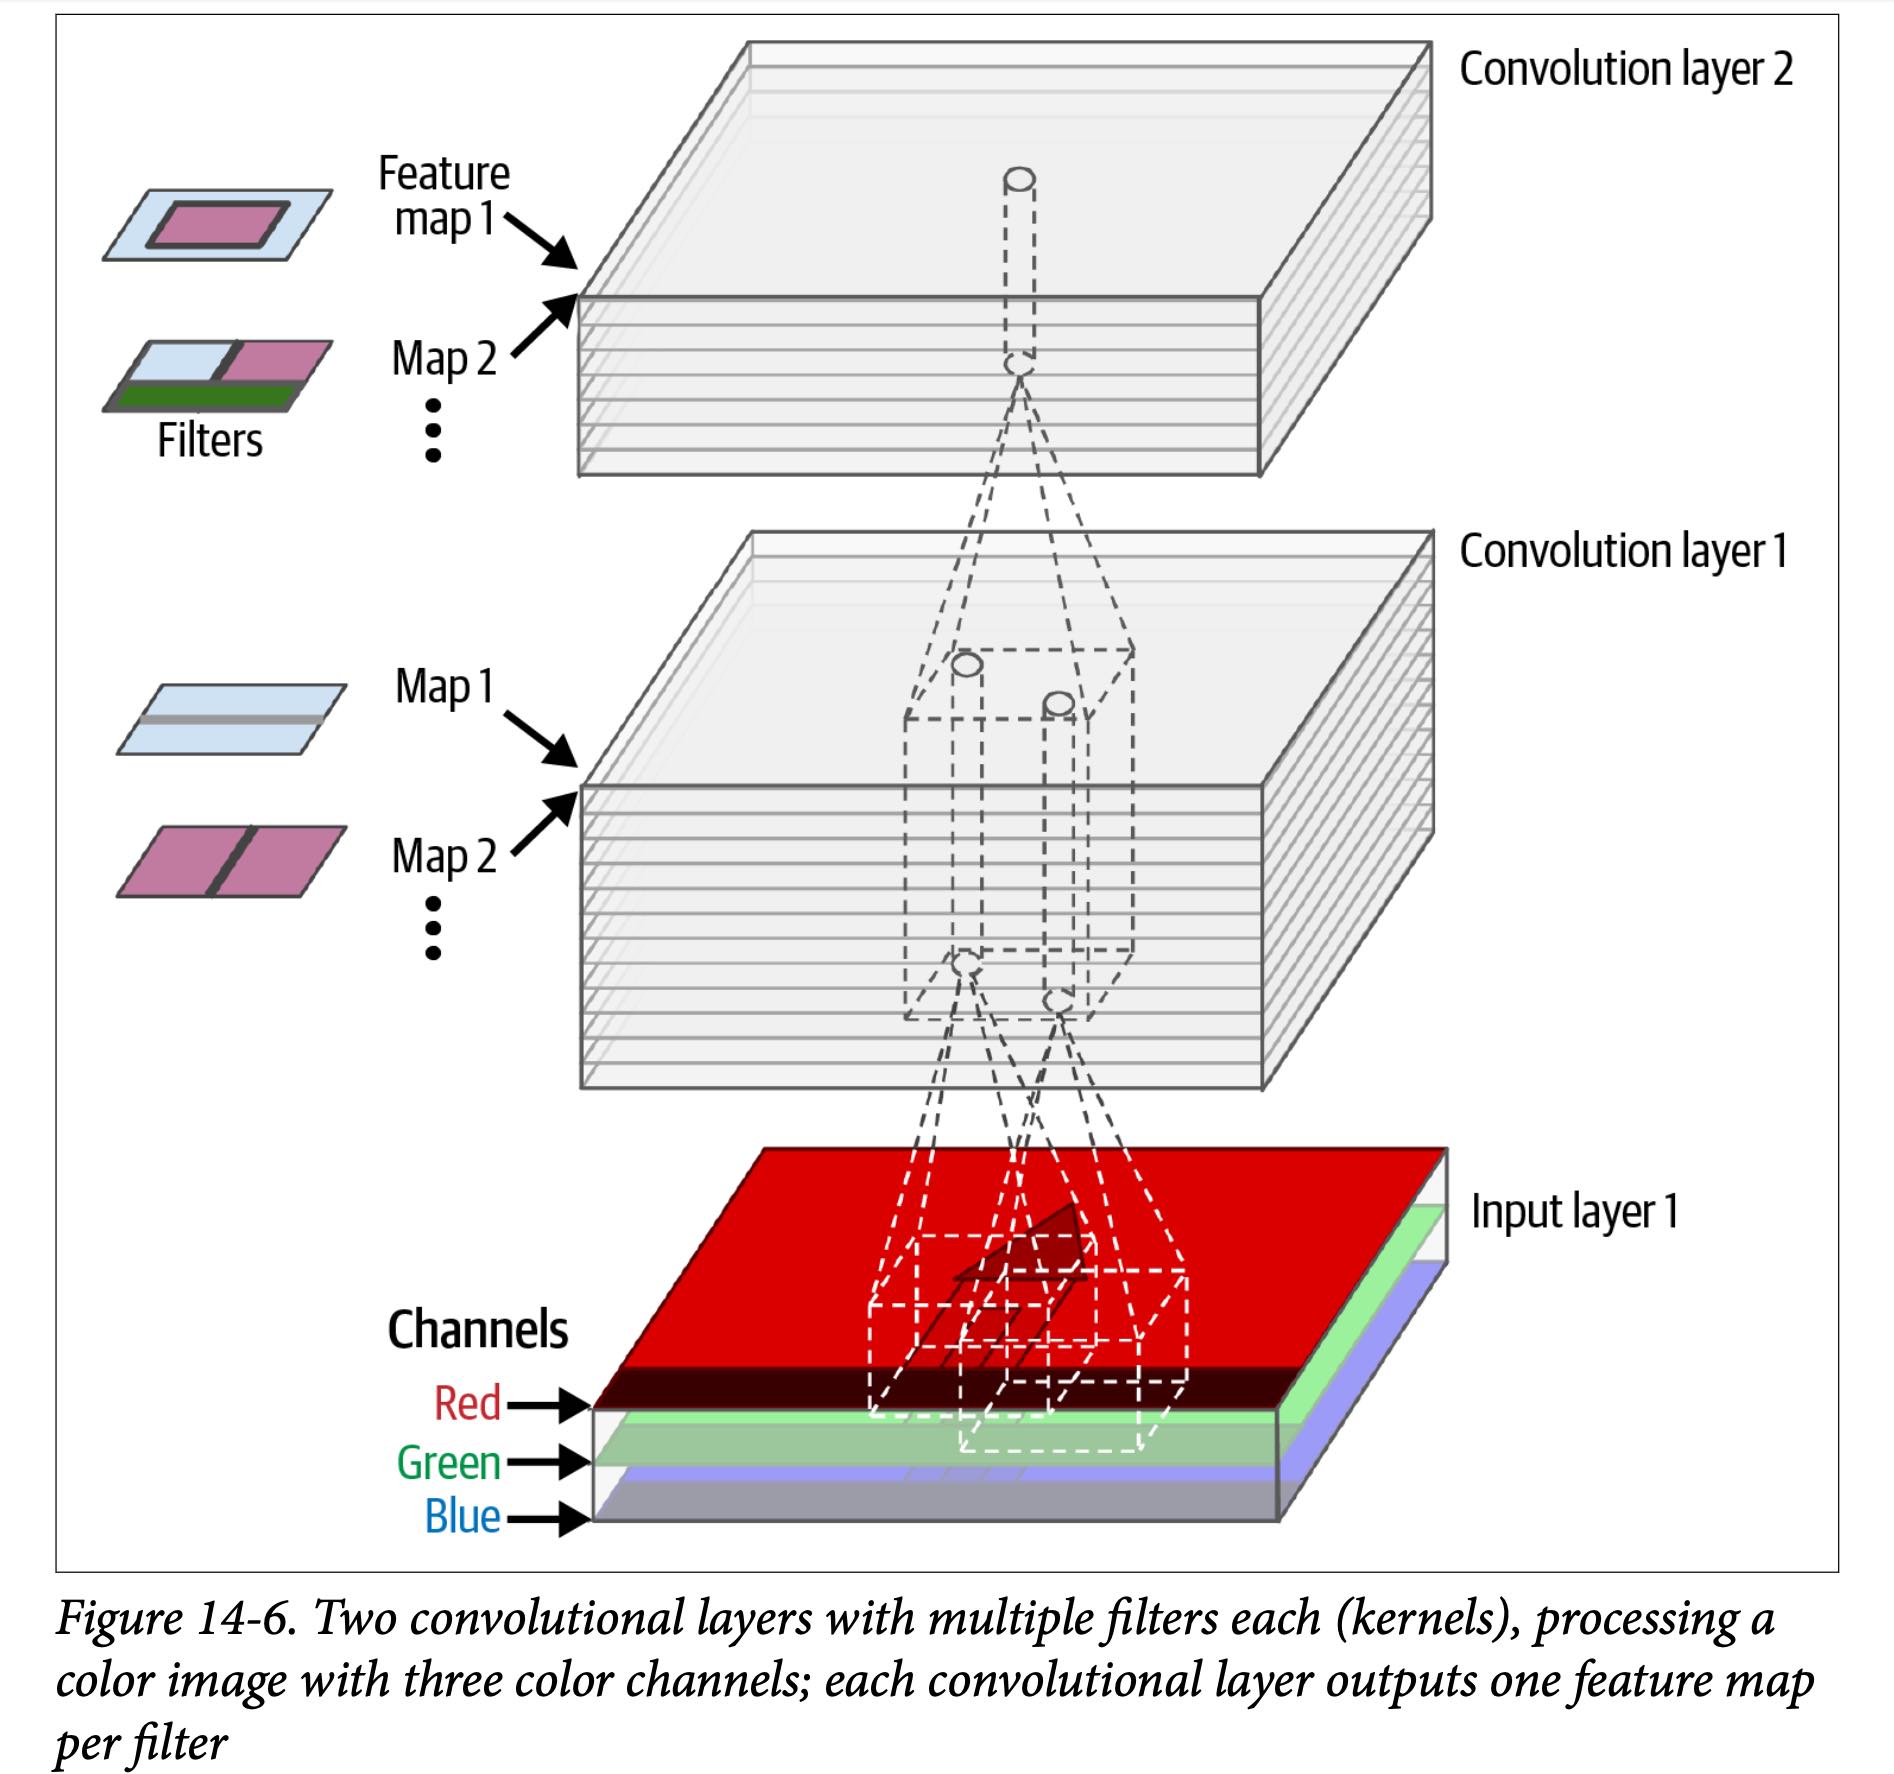 Convolution layer 2
Feature
map 1
Map 2
Filters
Convolution layer 1
Map 1
Map 2
Input layer 1
Channels
Red
Green
Blue
Figure 14-6. Two convolutional layers with multiple filters each (kernels), processing a
color image with three color channels; each convolutional layer outputs one feature map
per filter